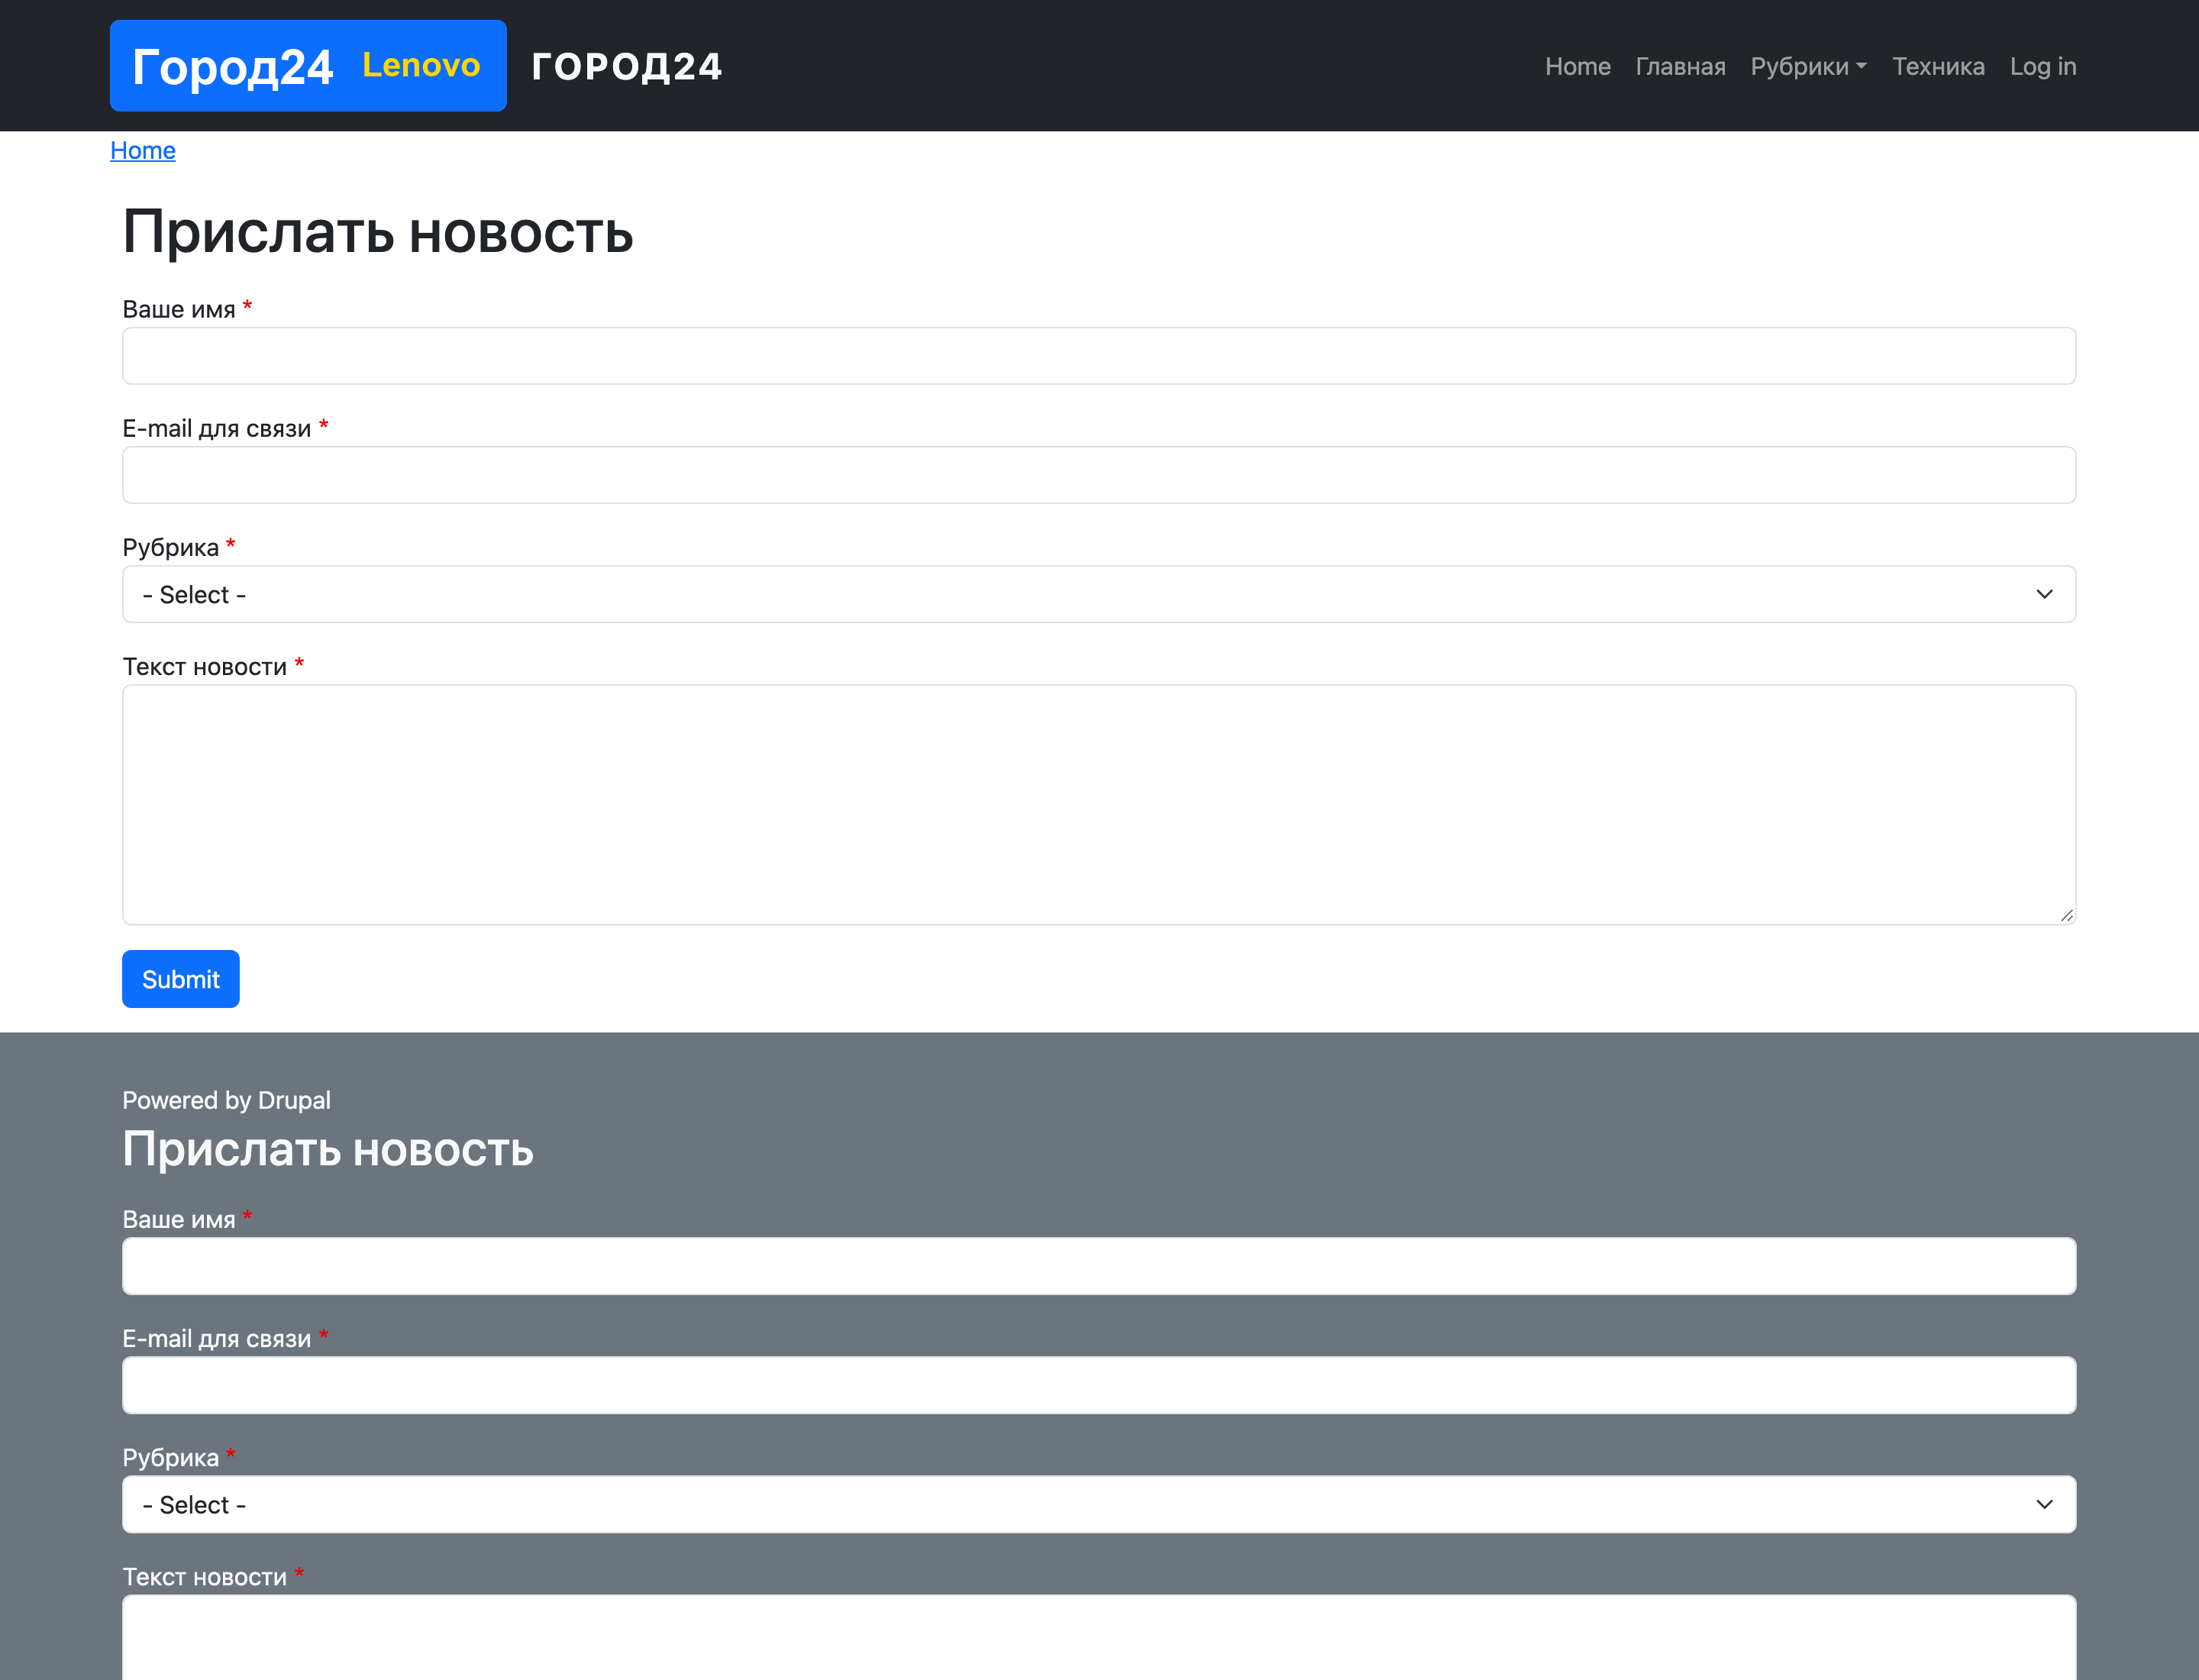 Город24 Lenovo ГОРОД24 Home Главная Рубрики Техника Log in
Home
Прислать новость
Ваше имя *
E-mail для связи *
Рубрика *
- Select -
Текст новости *
Submit
Powered by Drupal
Прислать новость
Ваше имя *
E-mail для связи *
Рубрика *
- Select -
Текст новости *